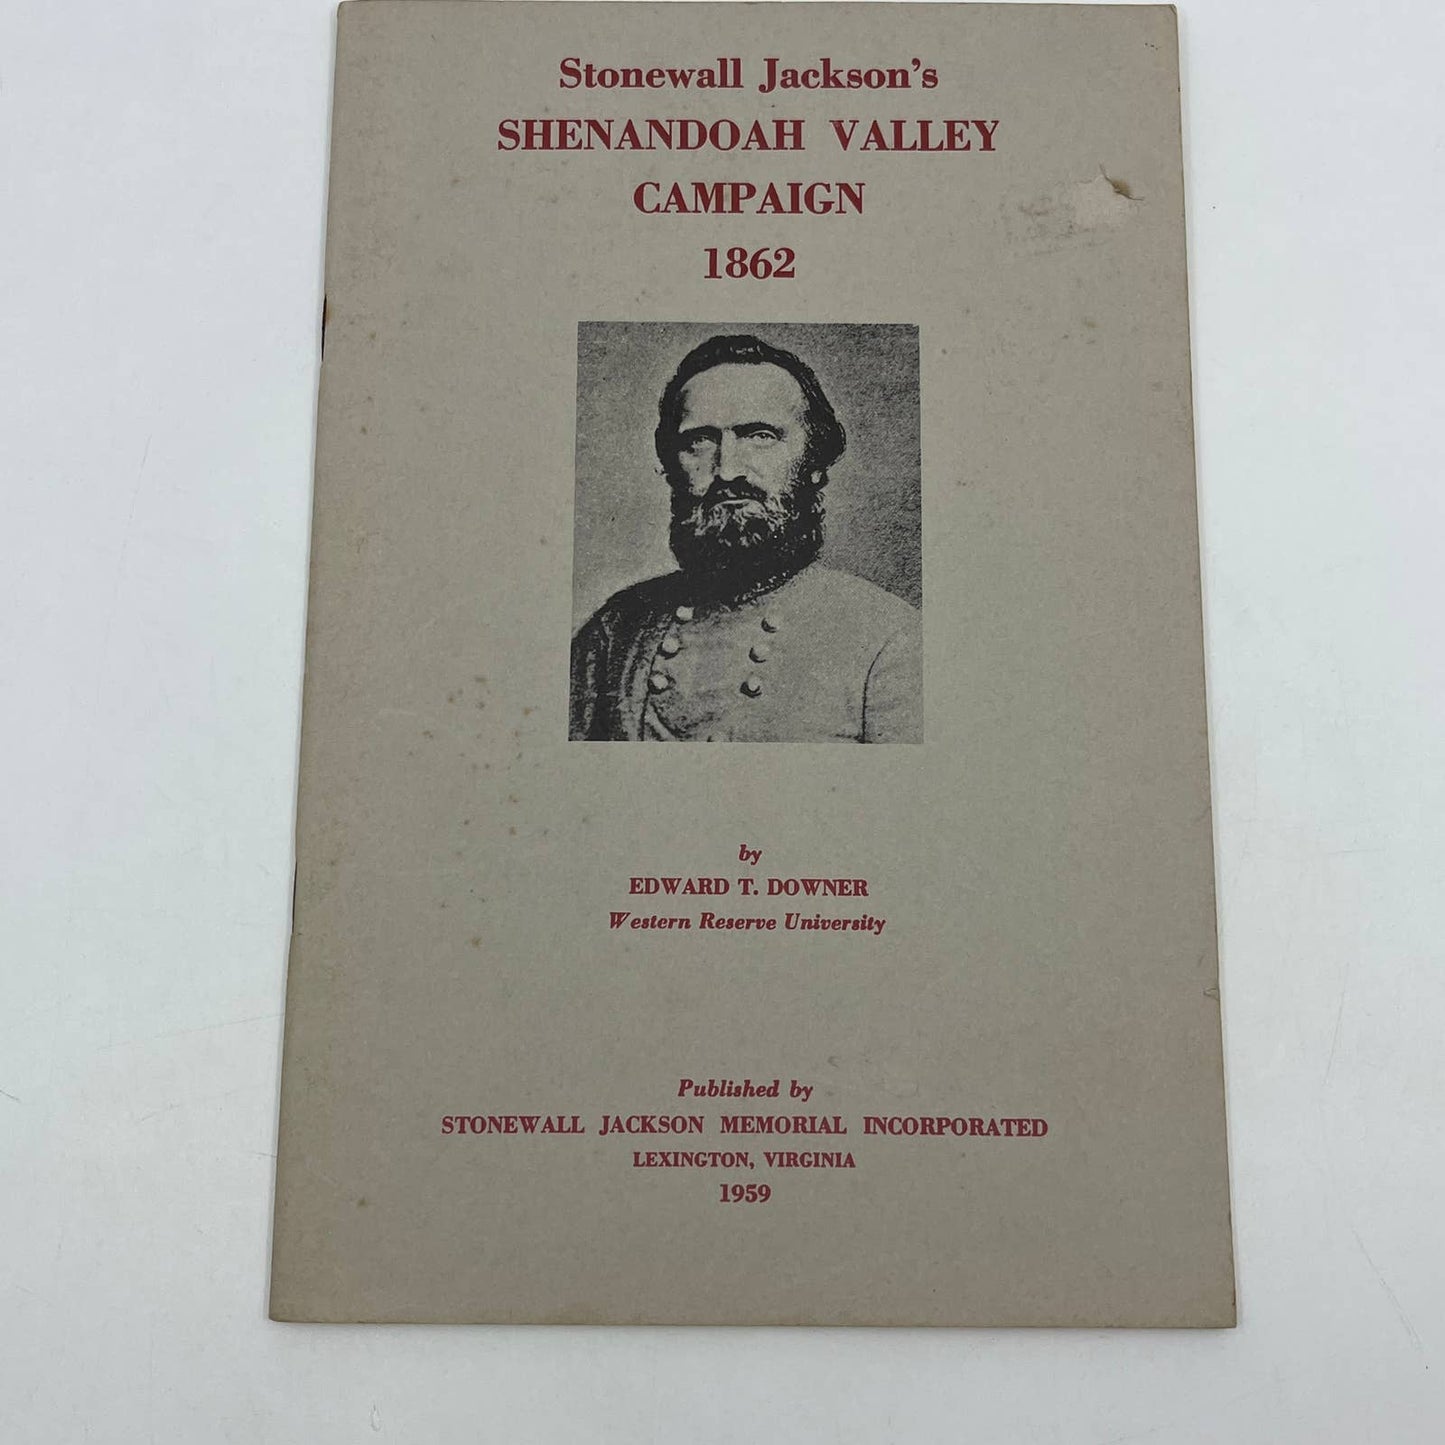 Stonewall Jackson's
SHENANDOAH VALLEY
CAMPAIGN
1862
by
EDWARD T. DOWNER
Western Reserve University
Published by
STONEWALL JACKSON MEMORIAL INCORPORATED
LEXINGTON, VIRGINIA
1959